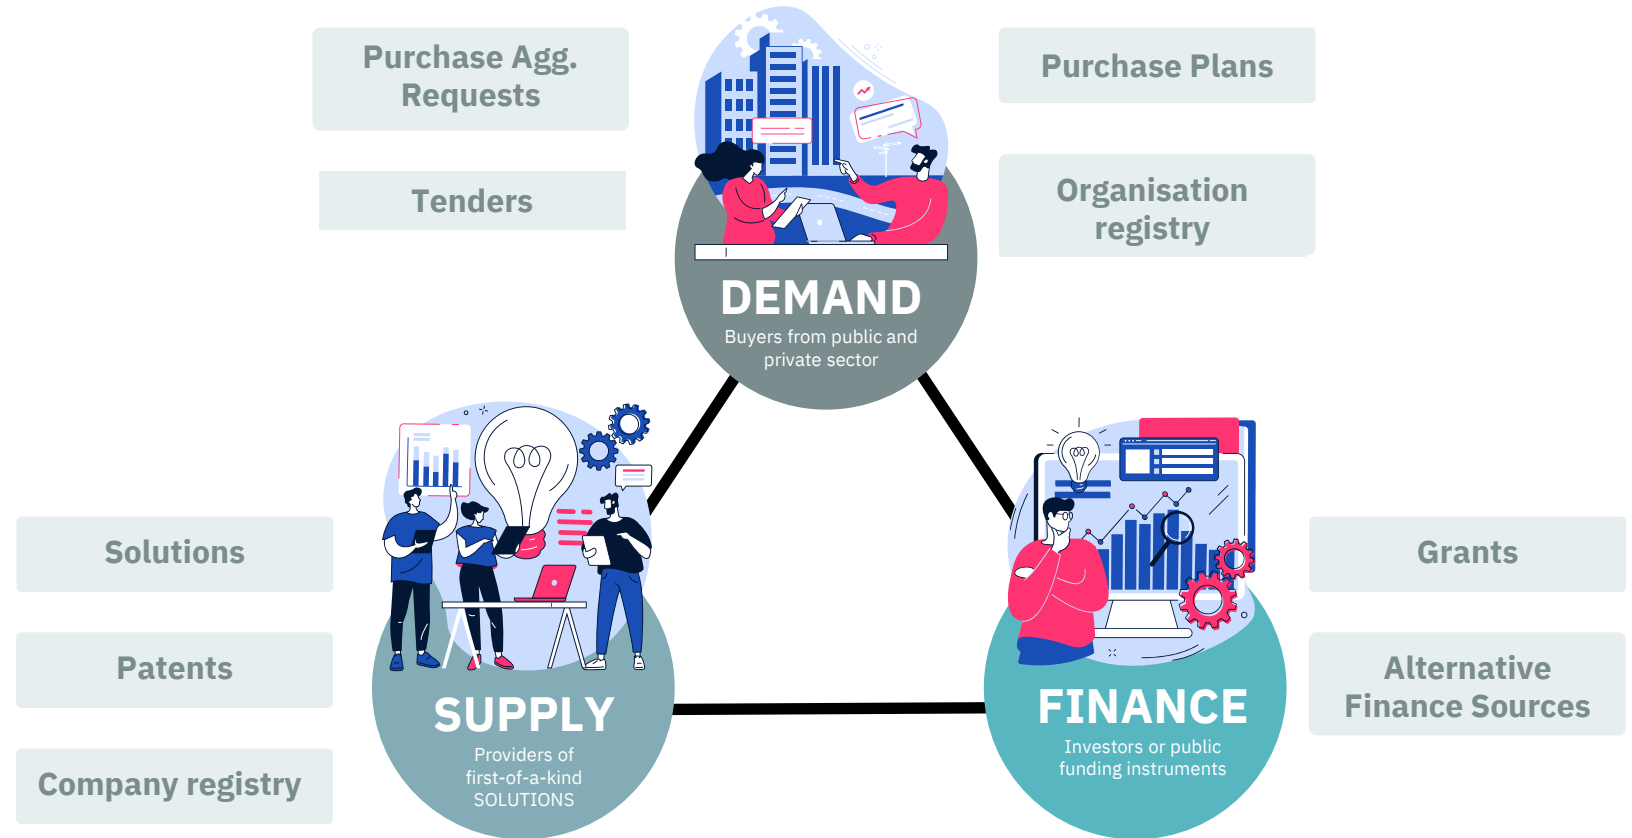 Purchase Agg.
Requests
Tenders
Purchase Plans
Organisation
registry
DEMAND
Buyers from public and
private sector
Solutions
Patents
Company registry
SUPPLY
Providers of
first-of-a-kind
SOLUTIONS
FINANCE
Investors or public
funding instruments
Grants
Alternative
Finance Sources